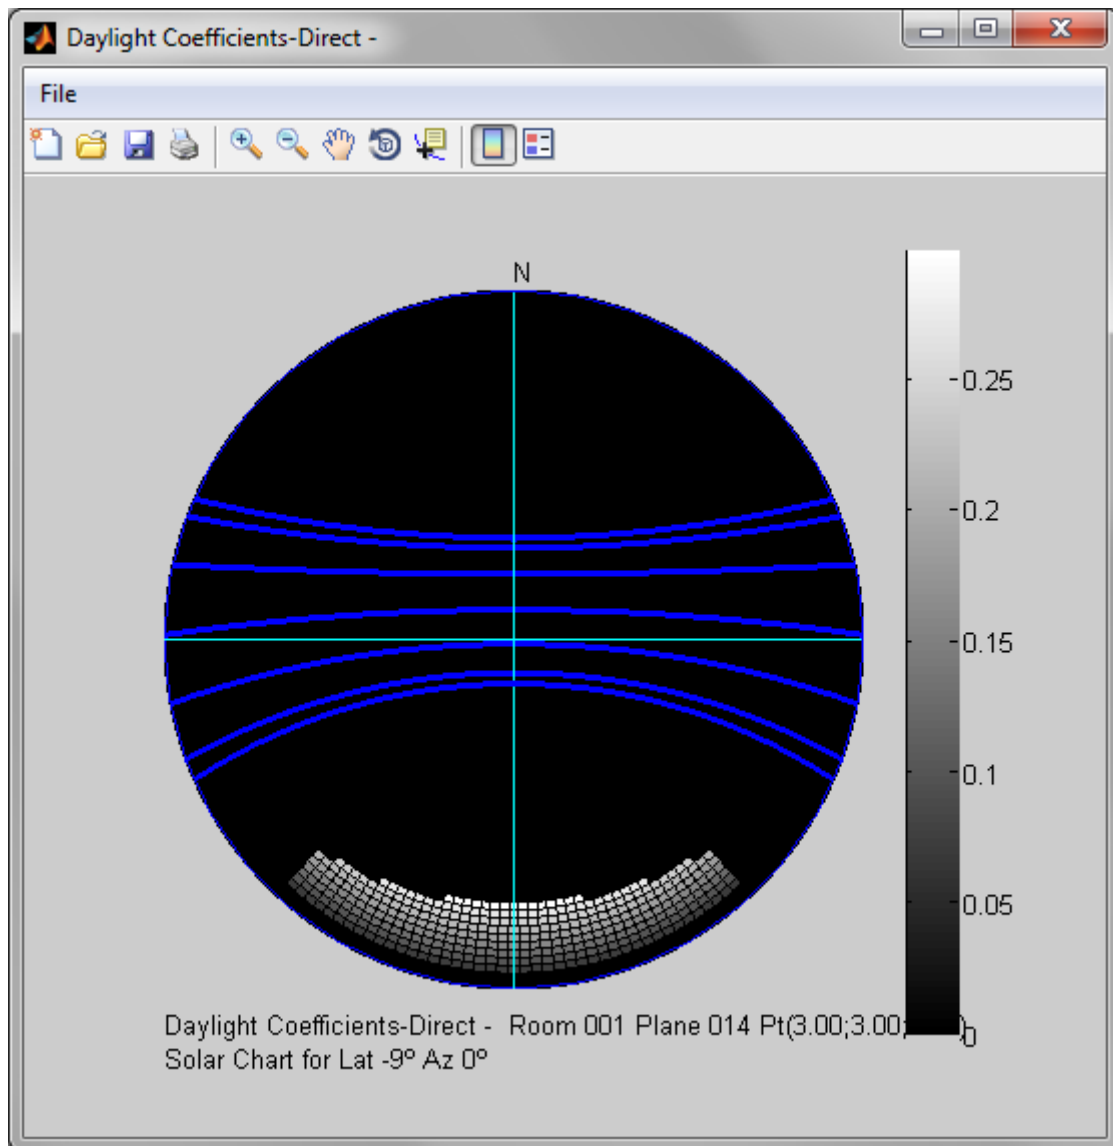 Daylight Coefficients-Direct -
File
N
0.25
0.2
0.15
0.1
0.05
0
Daylight Coefficients-Direct -  Room 001 Plane 014 Pt(3.00;3.00;
Solar Chart for Lat -9º Az 0º